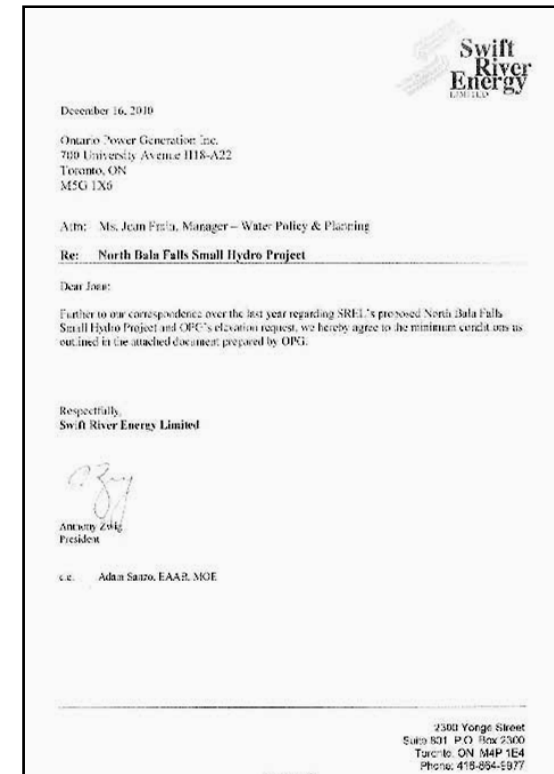 Swift
River
Energy
LIMITED
December 16, 2010
Ontario Power Generation Inc.
700 University Avenue H18-A22
Toronto, ON
M5G 1X6
Attn: Ms. Joan Frain, Manager – Water Policy & Planning
Re: North Bala Falls Small Hydro Project
Dear Joan:
Further to our correspondence over the last year regarding SREL's proposed North Bala Falls
Small Hydro Project and OPG's elevation request, we hereby agree to the minimum conditions as
outlined in the attached document prepared by OPG.
Respectfully,
Swift River Energy Limited
Anthony Zwig
President
c.c. Adam Sanzo, EAAB, MOE
2300 Yonge Street
Suite 801 P.O. Box 2300
Toronto, ON M4P 1E4
Phone: 416-864-9977